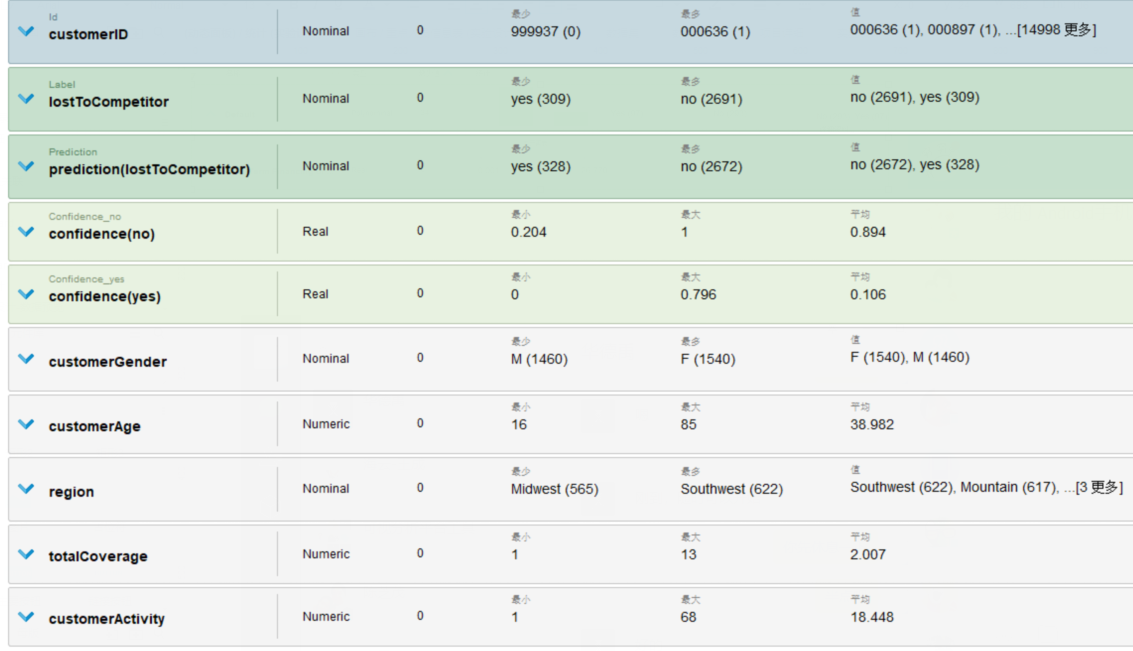 Id 最少 最多 值
customerID Nominal 0 999937 (0) 000636 (1) 000636 (1), 000897 (1), ...[14998 更多]
Label 最少 最多 值
lostToCompetitor Nominal 0 yes (309) no (2691) no (2691), yes (309)
Prediction 最少 最多 值
prediction(lostToCompetitor) Nominal 0 yes (328) no (2672) no (2672), yes (328)
Confidence_no 最小 最大 平均
confidence(no) Real 0 0.204 1 0.894
Confidence_yes 最小 最大 平均
confidence(yes) Real 0 0 0.796 0.106
最少 最多 值
customerGender Nominal 0 M (1460) F (1540) F (1540), M (1460)
最小 最大 平均
customerAge Numeric 0 16 85 38.982
最少 最多 值
region Nominal 0 Midwest (565) Southwest (622) Southwest (622), Mountain (617), ...[3 更多]
最小 最大 平均
totalCoverage Numeric 0 1 13 2.007
最小 最大 平均
customerActivity Numeric 0 1 68 18.448